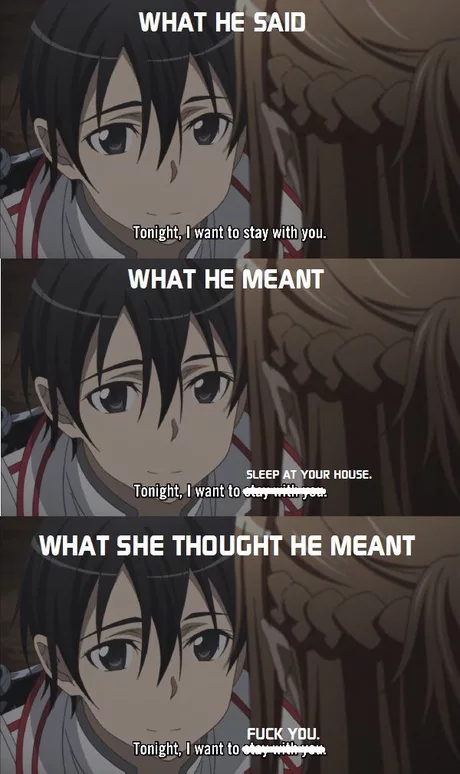 WHAT HE SAID
Tonight, I want to stay with you.
WHAT HE MEANT
SLEEP AT YOUR HOUSE.
Tonight, I want to stay with you.
WHAT SHE THOUGHT HE MEANT
FUCK YOU.
Tonight, I want to stay with you.